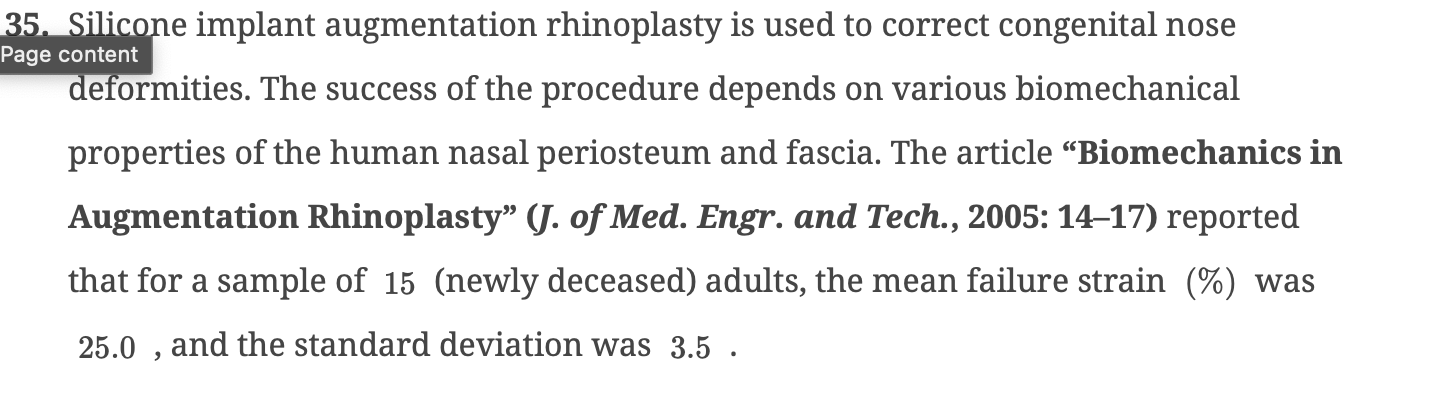 35. Silicone implant augmentation rhinoplasty is used to correct congenital nose
Page content
deformities. The success of the procedure depends on various biomechanical
properties of the human nasal periosteum and fascia. The article “Biomechanics in
Augmentation Rhinoplasty” (J. of Med. Engr. and Tech., 2005: 14–17) reported
that for a sample of 15 (newly deceased) adults, the mean failure strain (%) was
25.0 , and the standard deviation was 3.5 .